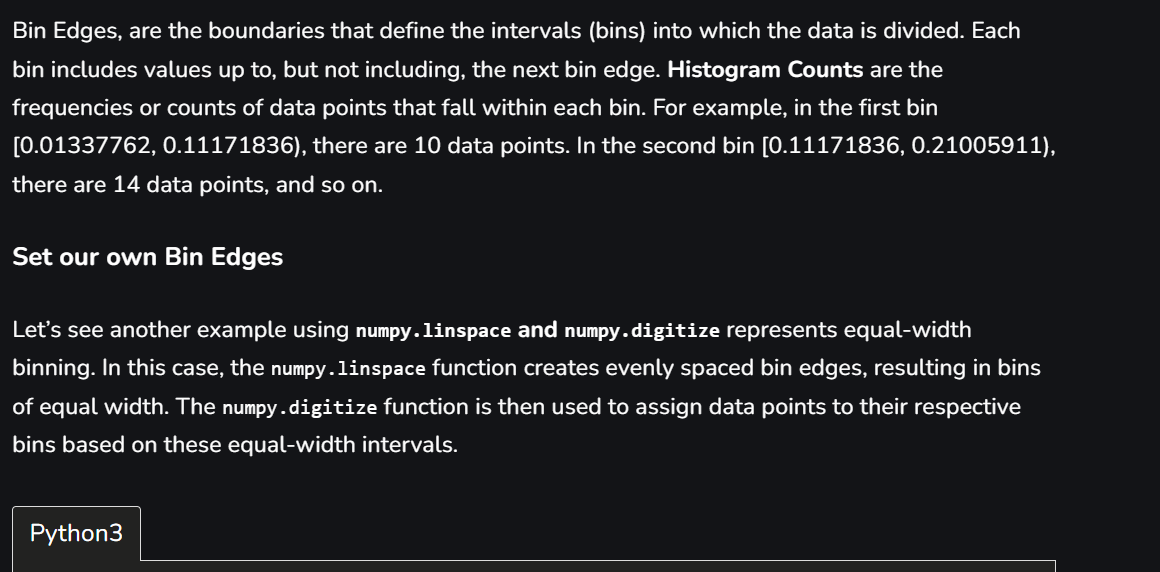 Bin Edges, are the boundaries that define the intervals (bins) into which the data is divided. Each
bin includes values up to, but not including, the next bin edge. Histogram Counts are the
frequencies or counts of data points that fall within each bin. For example, in the first bin
[0.01337762, 0.11171836), there are 10 data points. In the second bin [0.11171836, 0.21005911),
there are 14 data points, and so on.
Set our own Bin Edges
Let’s see another example using numpy.linspace and numpy.digitize represents equal-width
binning. In this case, the numpy.linspace function creates evenly spaced bin edges, resulting in bins
of equal width. The numpy.digitize function is then used to assign data points to their respective
bins based on these equal-width intervals.
Python3